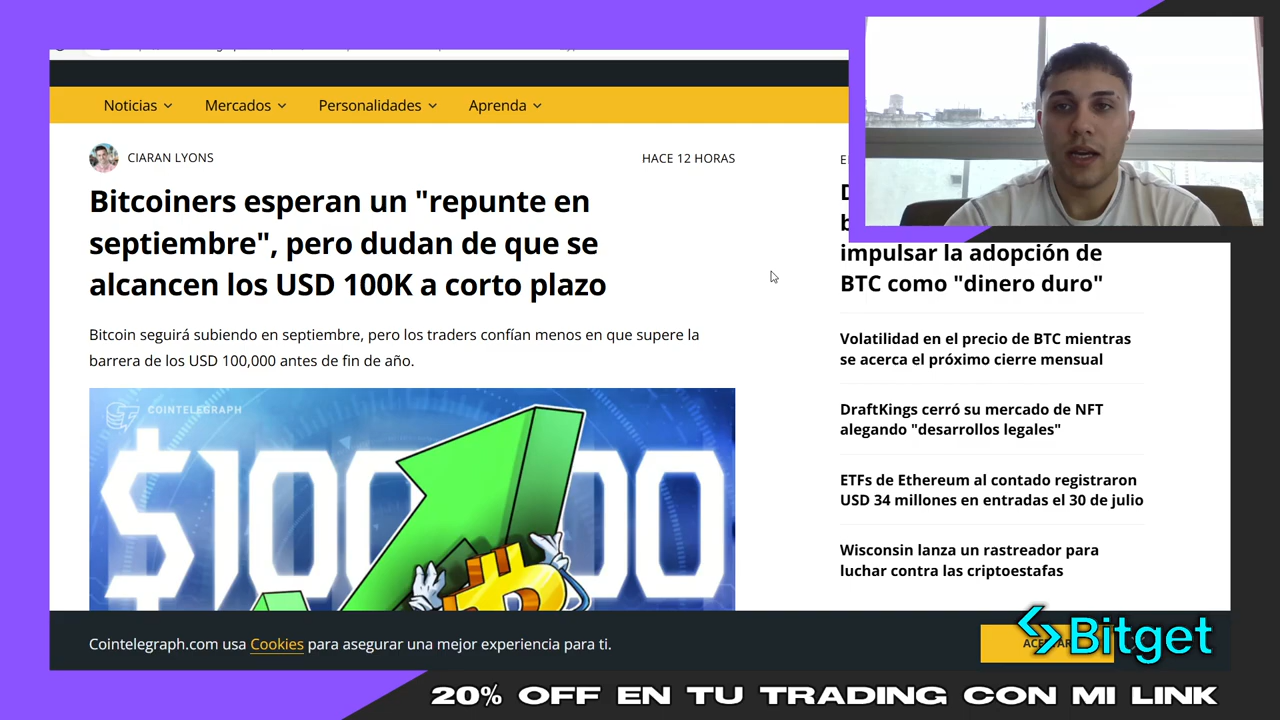 Noticias
Mercados
Personalidades
Aprenda
CIARAN LYONS
HACE 12 HORAS
Bitcoiners esperan un "repunte en
septiembre", pero dudan de que se
alcancen los USD 100K a corto plazo
Bitcoin seguirá subiendo en septiembre, pero los traders confían menos en que supere la
barrera de los USD 100,000 antes de fin de año.
COINTELEGRAPH
impulsar la adopción de
BTC como "dinero duro"
Volatilidad en el precio de BTC mientras
se acerca el próximo cierre mensual
DraftKings cerró su mercado de NFT
alegando "desarrollos legales"
ETFs de Ethereum al contado registraron
USD 34 millones en entradas el 30 de julio
Wisconsin lanza un rastreador para
luchar contra las criptoestafas
Cointelegraph.com usa Cookies para asegurar una mejor experiencia para ti.
Bitget
20% OFF EN TU TRADING CON MI LINK